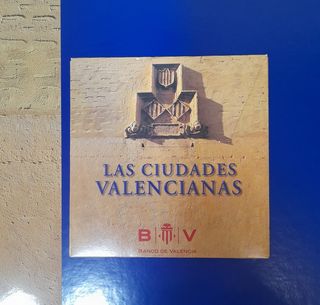 LAS CIUDADES
VALENCIANAS
B V
BANCO DE VALENCIA